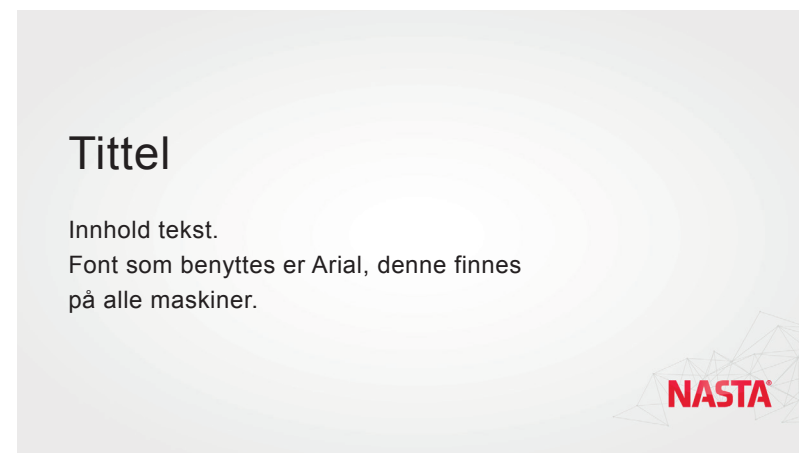 Tittel
Innhold tekst.
Font som benyttes er Arial, denne finnes
på alle maskiner.
NASTA®